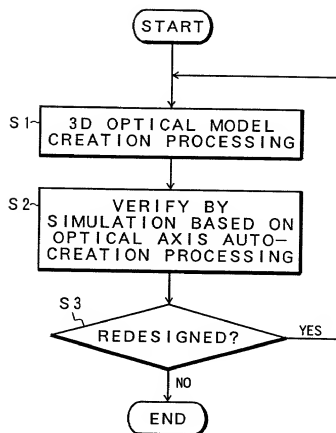 START
S1
3D OPTICAL MODEL
CREATION PROCESSING
S2
VERIFY BY
SIMULATION BASED ON
OPTICAL AXIS AUTO-
CREATION PROCESSING
S3
REDESIGNED?
YES
NO
END